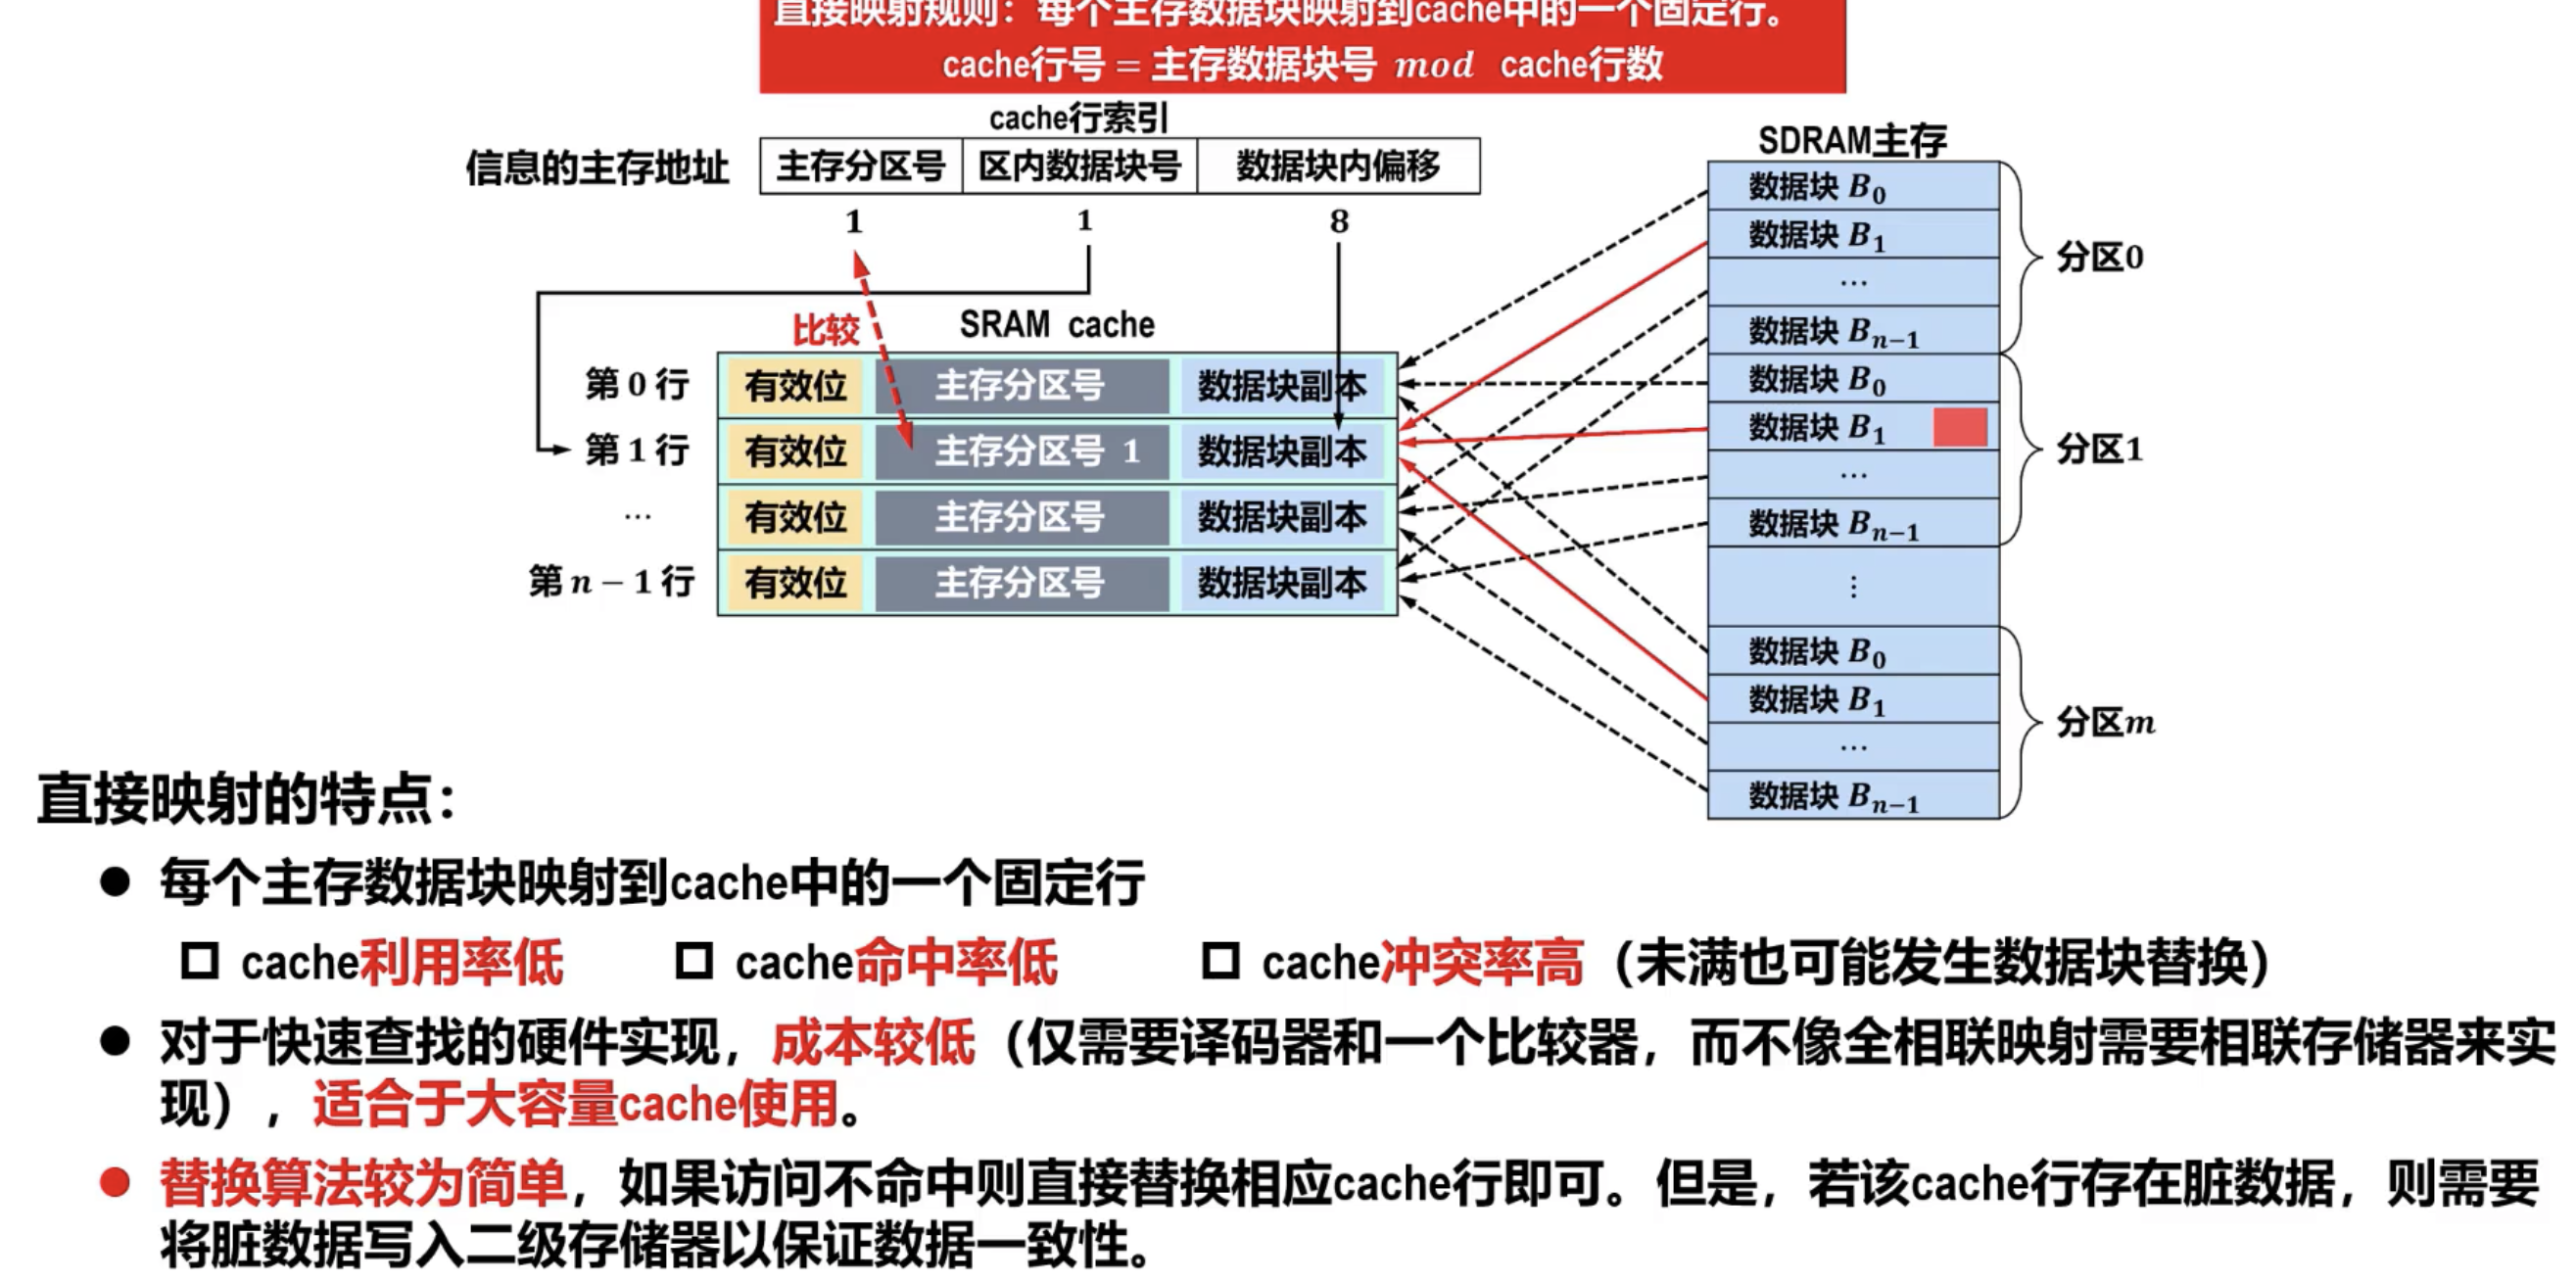 直接映射规则：每个主存数据块映射到cache中的一个固定行。
cache行号 = 主存数据块号 mod cache行数
cache行索引
信息的主存地址 主存分区号 区内数据块号 数据块内偏移
1 1 8
比较
SRAM cache
第 0 行 有效位 主存分区号 数据块副本
第 1 行 有效位 主存分区号 1 数据块副本
… 有效位 主存分区号 数据块副本
第 n − 1 行 有效位 主存分区号 数据块副本
SDRAM主存
数据块 B₀
数据块 B₁
…
数据块 Bₙ₋₁
分区0
数据块 B₀
数据块 B₁
…
数据块 Bₙ₋₁
分区1
⋮
数据块 B₀
数据块 B₁
…
数据块 Bₙ₋₁
分区m
直接映射的特点：
● 每个主存数据块映射到cache中的一个固定行
□ cache利用率低 □ cache命中率低 □ cache冲突率高（未满也可能发生数据块替换）
● 对于快速查找的硬件实现，成本较低（仅需要译码器和一个比较器，而不像全相联映射需要相联存储器来实
现），适合于大容量cache使用。
● 替换算法较为简单，如果访问不命中则直接替换相应cache行即可。但是，若该cache行存在脏数据，则需要
将脏数据写入二级存储器以保证数据一致性。